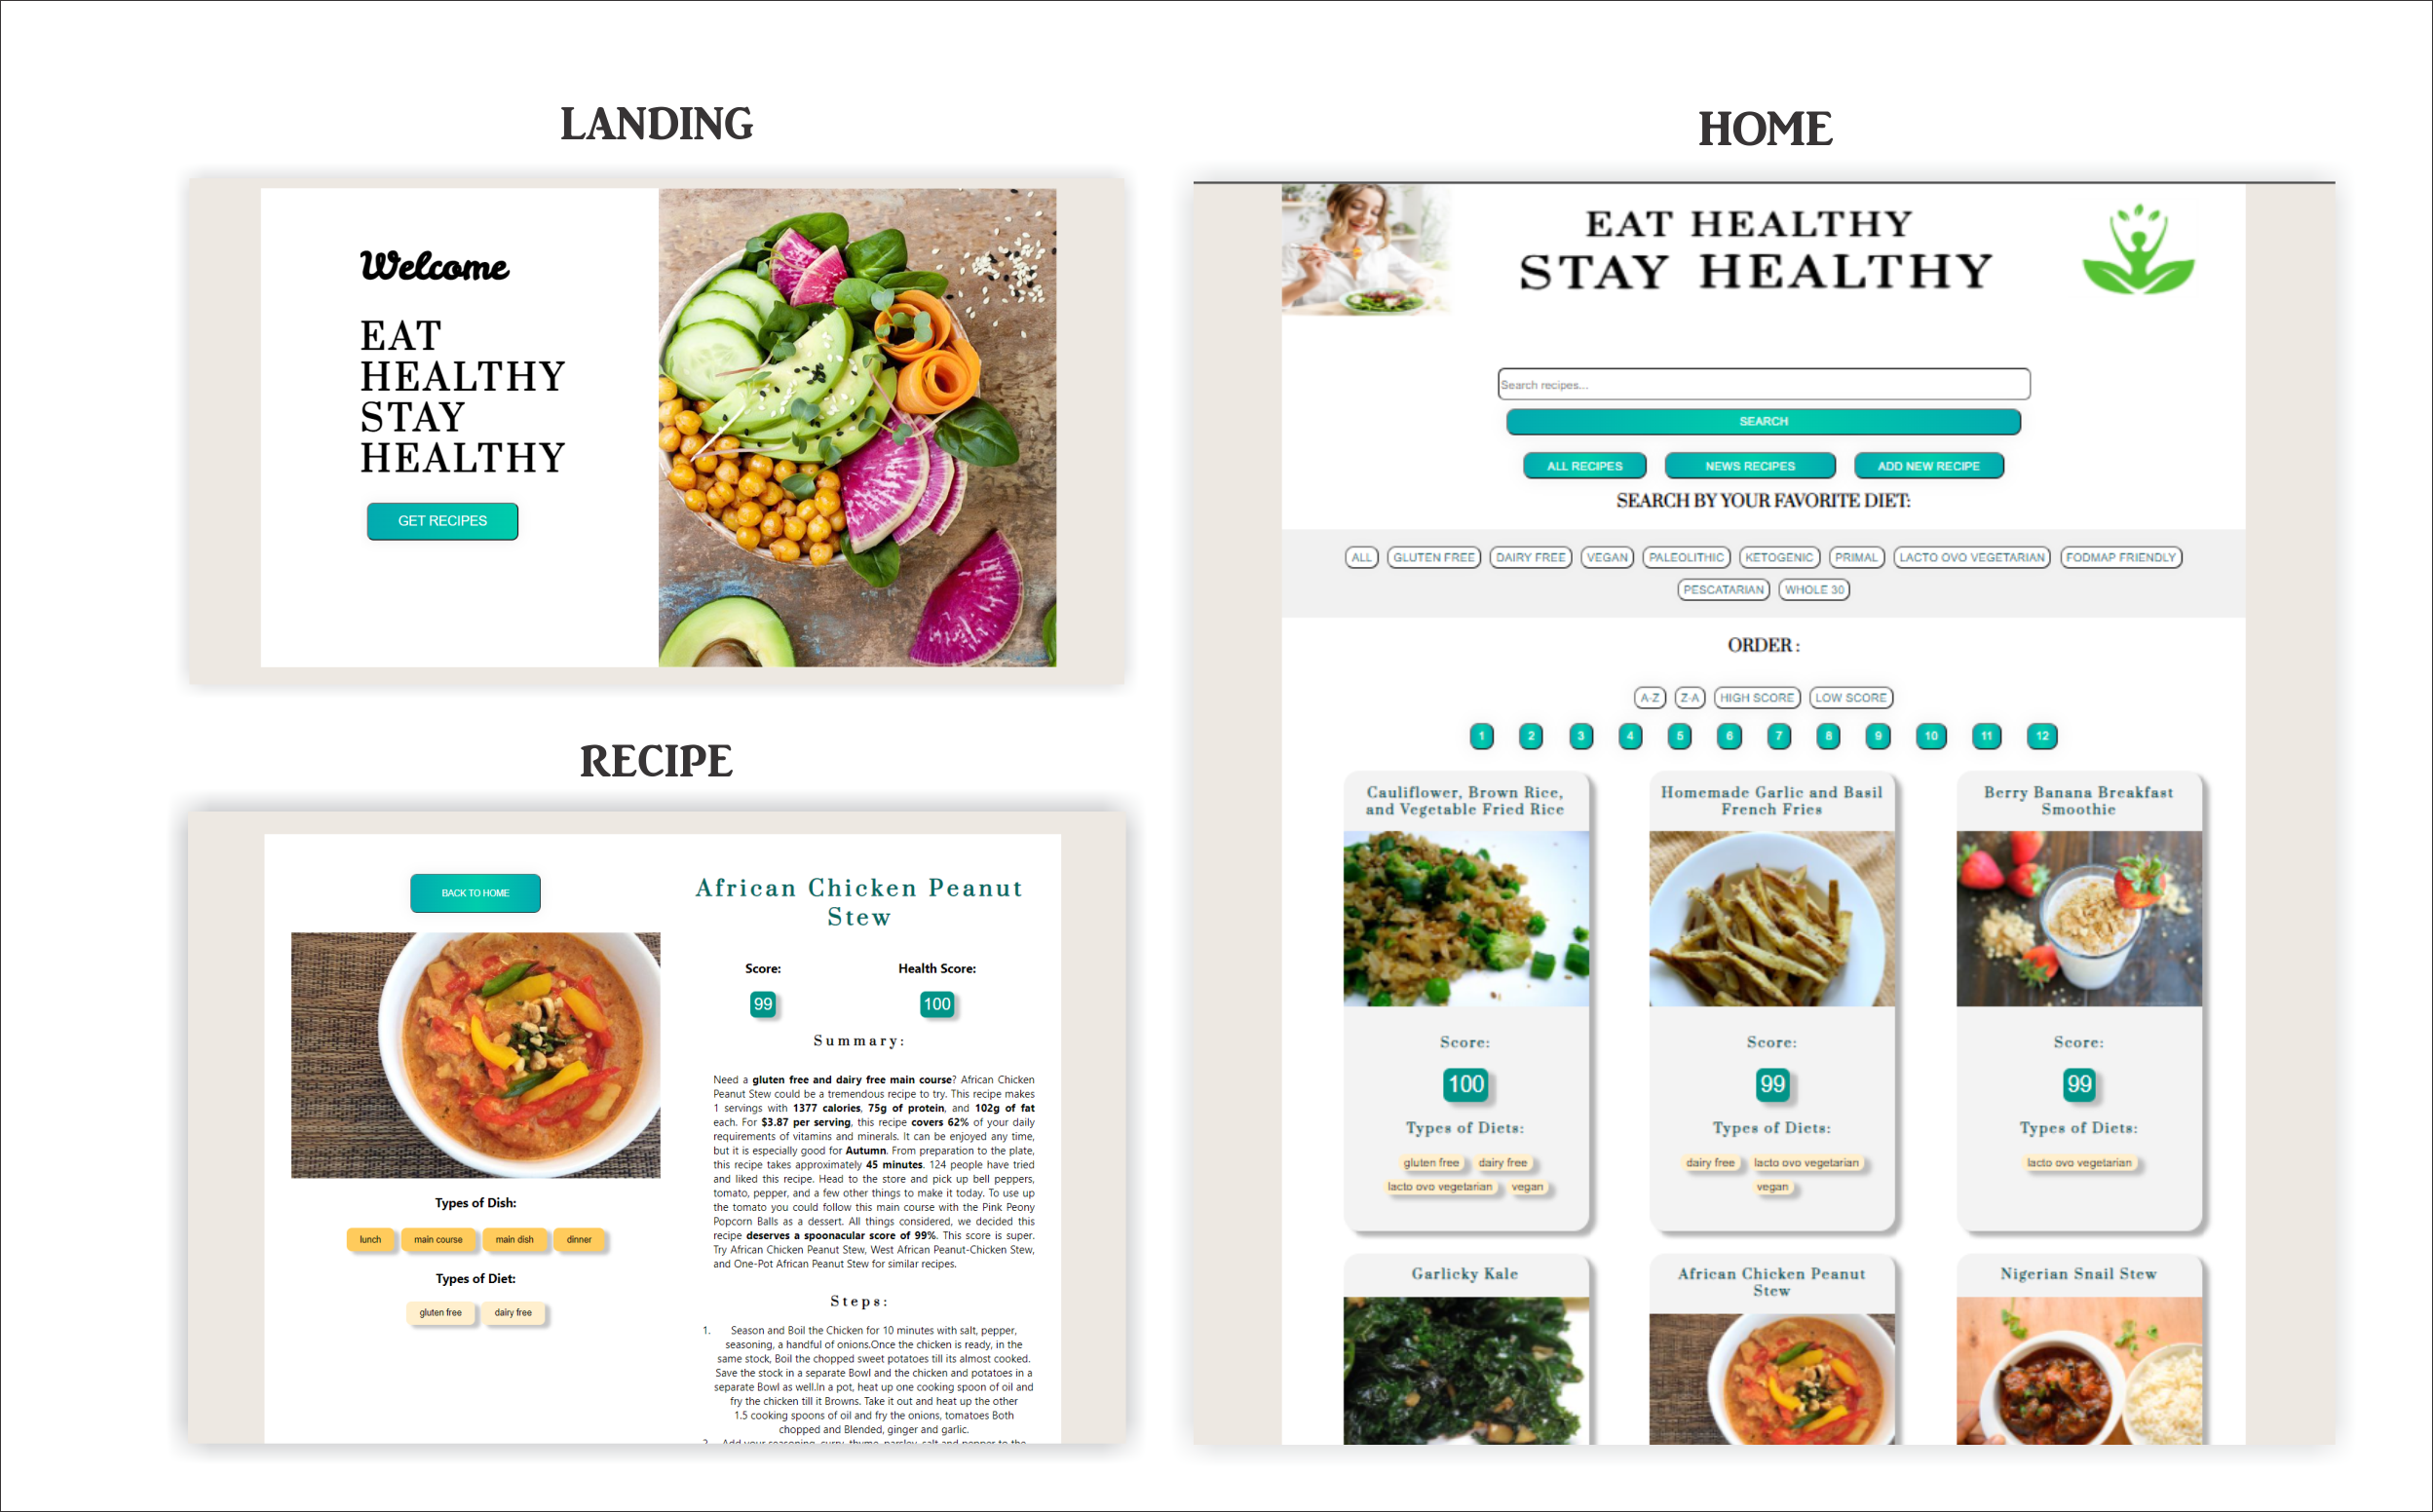 LANDING
Welcome
EAT
HEALTHY
STAY
HEALTHY
GET RECIPES
RECIPE
BACK TO HOME
Types of Dish:
lunch main course main dish dinner
Types of Diet:
gluten free dairy free
African Chicken Peanut
Stew
Score: Health Score:
99 100
Summary:
Need a gluten free and dairy free main course? African Chicken
Peanut Stew could be a tremendous recipe to try. This recipe makes
1 servings with 1377 calories, 75g of protein, and 102g of fat
each. For $3.87 per serving, this recipe covers 62% of your daily
requirements of vitamins and minerals. It can be enjoyed any time,
but it is especially good for Autumn. From preparation to the plate,
this recipe takes approximately 45 minutes. 124 people have tried
and liked this recipe. Head to the store and pick up bell peppers,
tomato, pepper, and a few other things to make it today. To use up
the tomato you could follow this main course with the Pink Peony
Popcorn Balls as a dessert. All things considered, we decided this
recipe deserves a spoonacular score of 99%. This score is super.
Try African Chicken Peanut Stew, West African Peanut-Chicken Stew,
and One-Pot African Peanut Stew for similar recipes.
Steps:
1. Season and Boil the Chicken for 10 minutes with salt, pepper,
seasoning, a handful of onions.Once the chicken is ready, in the
same stock, Boil the chopped sweet potatoes till its almost cooked.
Save the stock in a separate Bowl and the chicken and potatoes in a
separate Bowl as well.In a pot, heat up one cooking spoon of oil and
fry the chicken till it Browns. Take it out and heat up the other
1.5 cooking spoons of oil and fry the onions, tomatoes Both
chopped and Blended, ginger and garlic.
2. Add your seasoning, curry, thyme, parsley, salt and pepper to the
HOME
EAT HEALTHY
STAY HEALTHY
Search recipes...
SEARCH
ALL RECIPES NEWS RECIPES ADD NEW RECIPE
SEARCH BY YOUR FAVORITE DIET:
ALL GLUTEN FREE DAIRY FREE VEGAN PALEOLITHIC KETOGENIC PRIMAL LACTO OVO VEGETARIAN FODMAP FRIENDLY
PESCATARIAN WHOLE 30
ORDER :
A-Z Z-A HIGH SCORE LOW SCORE
1 2 3 4 5 6 7 8 9 10 11 12
Cauliflower, Brown Rice,
and Vegetable Fried Rice
Score:
100
Types of Diets:
gluten free dairy free
lacto ovo vegetarian vegan
Homemade Garlic and Basil
French Fries
Score:
99
Types of Diets:
dairy free lacto ovo vegetarian
vegan
Berry Banana Breakfast
Smoothie
Score:
99
Types of Diets:
lacto ovo vegetarian
Garlicky Kale
African Chicken Peanut
Stew
Nigerian Snail Stew